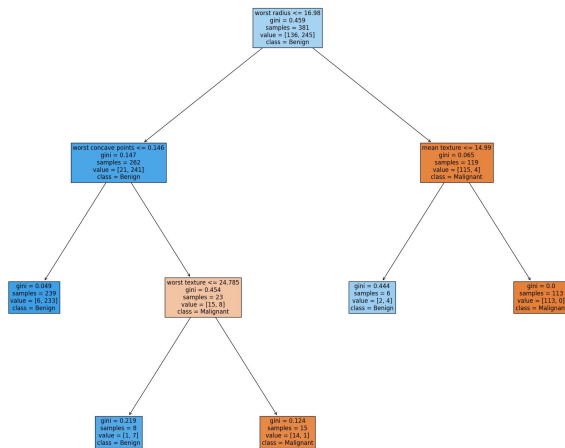 worst radius <= 16.98
gini = 0.459
samples = 381
value = [136, 245]
class = Benign
worst concave points <= 0.146
gini = 0.147
samples = 262
value = [21, 241]
class = Benign
mean texture <= 14.99
gini = 0.065
samples = 119
value = [115, 4]
class = Malignant
gini = 0.049
samples = 239
value = [6, 233]
class = Benign
worst texture <= 24.785
gini = 0.454
samples = 23
value = [15, 8]
class = Malignant
gini = 0.444
samples = 6
value = [2, 4]
class = Benign
gini = 0.0
samples = 113
value = [113, 0]
class = Malignant
gini = 0.219
samples = 8
value = [1, 7]
class = Benign
gini = 0.124
samples = 15
value = [14, 1]
class = Malignant